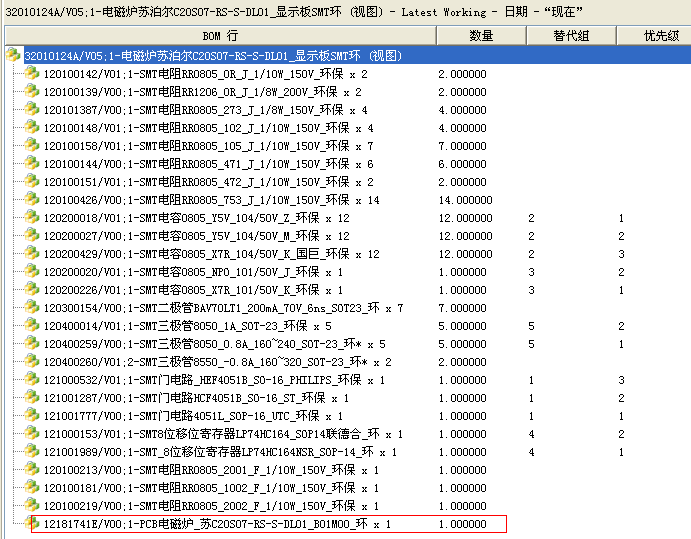 32010124A/V05;1-电磁炉苏泊尔C20S07-RS-S-DL01_显示板SMT环 (视图) - Latest Working - 日期 -“现在”
BOM 行 数量 替代组 优先级
32010124A/V05;1-电磁炉苏泊尔C20S07-RS-S-DL01_显示板SMT环 (视图)
120100142/V01;1-SMT电阻RR0805_0R_J_1/10W_150V_环保 x 2 2.000000
120100139/V00;1-SMT电阻RR1206_0R_J_1/8W_200V_环保 x 2 2.000000
120101387/V00;1-SMT电阻RR0805_273_J_1/8W_150V_环保 x 4 4.000000
120100148/V01;1-SMT电阻RR0805_102_J_1/10W_150V_环保 x 4 4.000000
120100158/V01;1-SMT电阻RR0805_105_J_1/10W_150V_环保 x 7 7.000000
120100144/V00;1-SMT电阻RR0805_471_J_1/10W_150V_环保 x 6 6.000000
120100151/V01;1-SMT电阻RR0805_472_J_1/10W_150V_环保 x 2 2.000000
120100426/V00;1-SMT电阻RR0805_753_J_1/10W_150V_环保 x 14 14.000000
120200018/V01;1-SMT电容0805_Y5V_104/50V_Z_环保 x 12 12.000000 2 1
120200027/V00;1-SMT电容0805_Y5V_104/50V_M_环保 x 12 12.000000 2 2
120200429/V00;1-SMT电容0805_X7R_104/50V_K_国巨_环保 x 12 12.000000 2 3
120200020/V01;1-SMT电容0805_NPO_101/50V_J_环保 x 1 1.000000 3 2
120200226/V00;1-SMT电容0805_X7R_101/50V_K_环保 x 1 1.000000 3 1
120300154/V00;1-SMT二极管BAV70LT1_200mA_70V_6ns_SOT23_环 x 7 7.000000
120400014/V01;1-SMT三极管8050_1A_SOT-23_环保 x 5 5.000000 5 2
120400259/V00;1-SMT三极管8050_0.8A_160~240_SOT-23_环* x 5 5.000000 5 1
120400260/V01;2-SMT三极管8550_-0.8A_160~320_SOT-23_环* x 2 2.000000
121000532/V01;1-SMT门电路_HEF4051B_SO-16_PHILIPS_环保 x 1 1.000000 1 3
121001287/V00;1-SMT门电路HCF4051B_SO-16_ST_环保 x 1 1.000000 1 2
121001777/V00;1-SMT门电路4051L_SOP-16_UTC_环保 x 1 1.000000 1 1
121000153/V01;1-SMT8位移位寄存器LP74HC164_SOP14联德合_环 x 1 1.000000 4 2
121001989/V00;1-SMT_8位移位寄存器LP74HC164NSR_SOP-14_环 x 1 1.000000 4 1
120100213/V00;1-SMT电阻RR0805_2001_F_1/10W_150V_环保 x 1 1.000000
120100181/V00;1-SMT电阻RR0805_1002_F_1/10W_150V_环保 x 1 1.000000
120100219/V00;1-SMT电阻RR0805_2002_F_1/10W_150V_环保 x 1 1.000000
12181741E/V00;1-PCB电磁炉_苏C20S07-RS-S-DL01_B01M00_环 x 1 1.000000